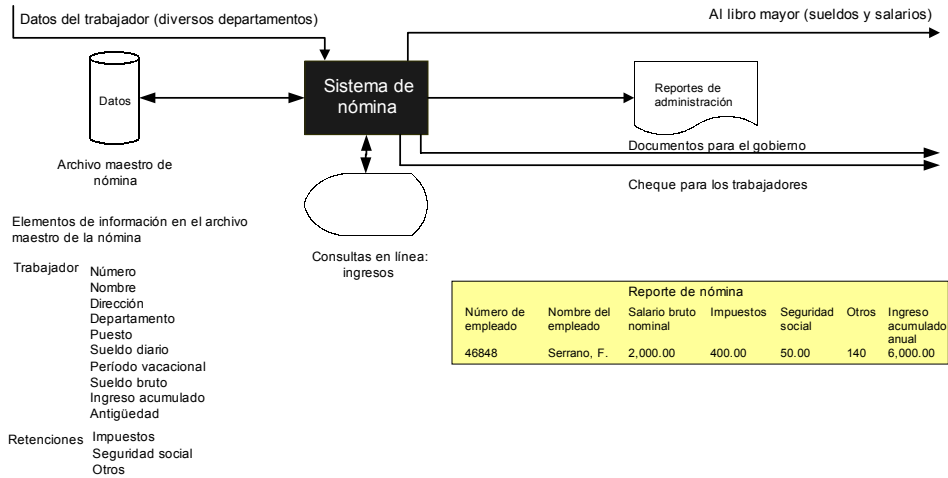 Datos del trabajador (diversos departamentos)
Al libro mayor (sueldos y salarios)
Datos
Sistema de
nómina
Reportes de
administración
Archivo maestro de
nómina
Documentos para el gobierno
Cheque para los trabajadores
Consultas en línea:
ingresos
Elementos de información en el archivo
maestro de la nómina
Trabajador
Número
Nombre
Dirección
Departamento
Puesto
Sueldo diario
Período vacacional
Sueldo bruto
Ingreso acumulado
Antigüedad
Retenciones
Impuestos
Seguridad social
Otros
Reporte de nómina
Número de empleado
Nombre del empleado
Salario bruto nominal
Impuestos
Seguridad social
Otros
Ingreso acumulado anual
46848 Serrano, F. 2,000.00 400.00 50.00 140 6,000.00